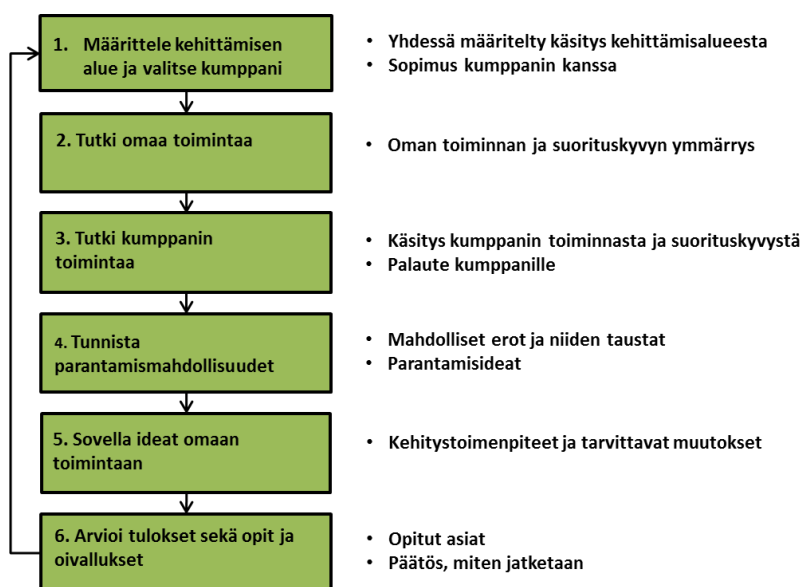 1. Määrittele kehittämisen
alue ja valitse kumppani
• Yhdessä määritelty käsitys kehittämisalueesta
• Sopimus kumppanin kanssa
2. Tutki omaa toimintaa
• Oman toiminnan ja suorituskyvyn ymmärrys
3. Tutki kumppanin
toimintaa
• Käsitys kumppanin toiminnasta ja suorituskyvystä
• Palaute kumppanille
4. Tunnista
parantamismahdollisuudet
• Mahdolliset erot ja niiden taustat
• Parantamisideat
5. Sovella ideat omaan
toimintaan
• Kehitystoimenpiteet ja tarvittavat muutokset
6. Arvioi tulokset sekä opit ja
oivallukset
• Opitut asiat
• Päätös, miten jatketaan